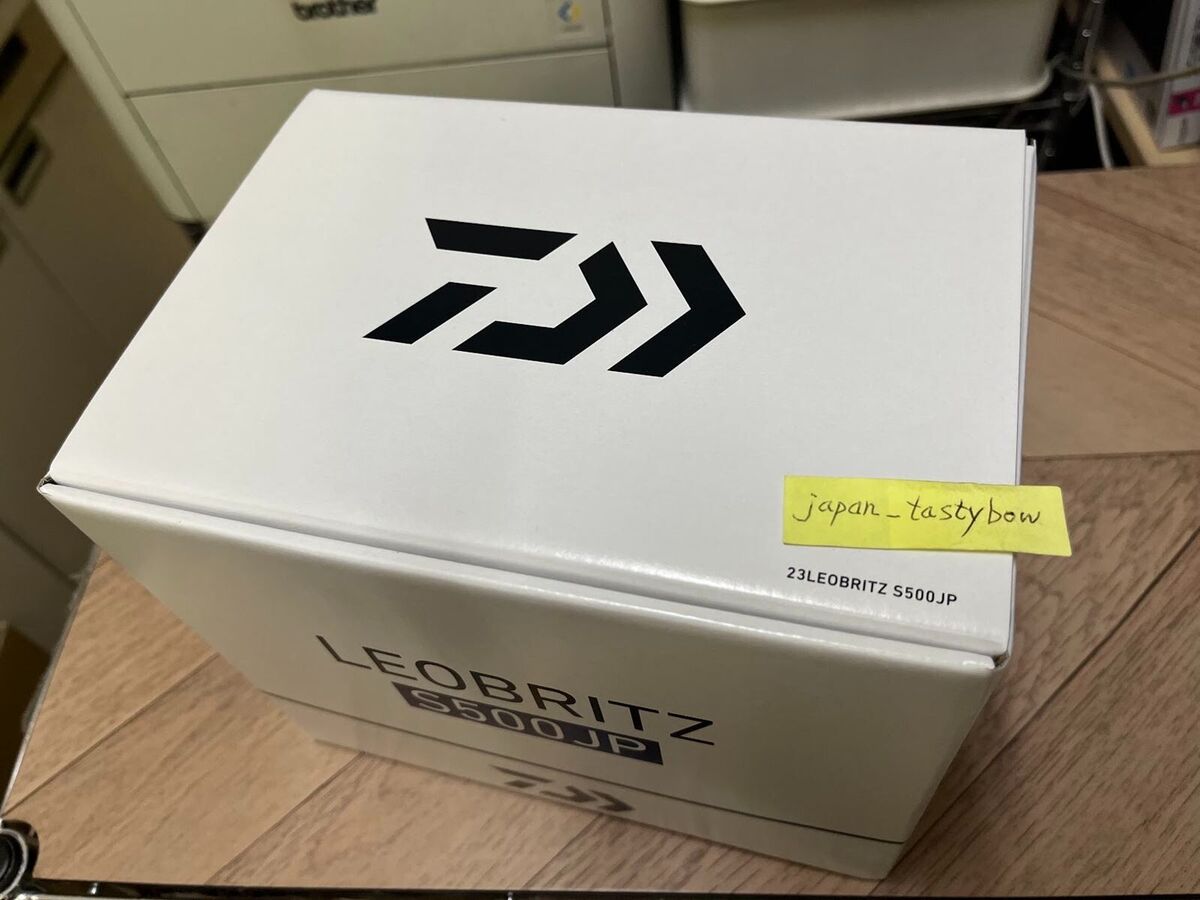 brother
japan_tastybow
23LEOBRITZ S500JP
LEOBRITZ
S500JP